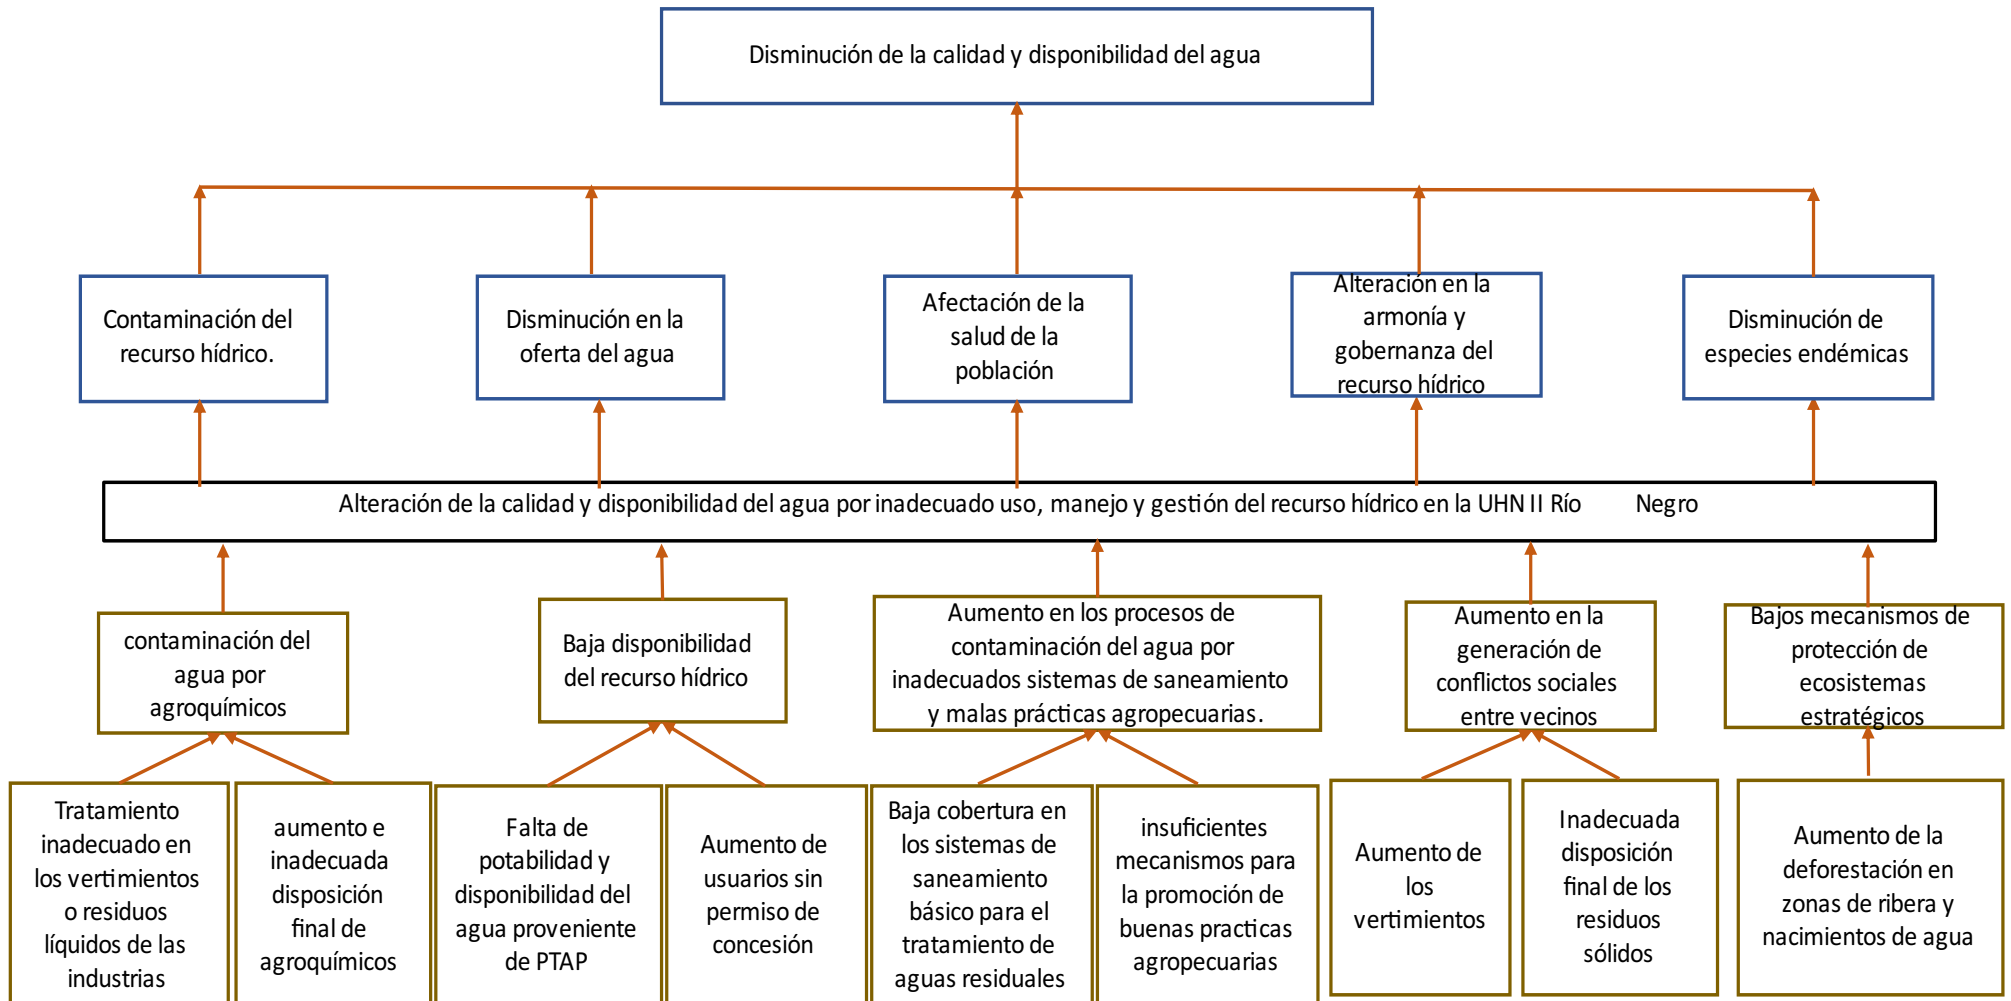 Disminución de la calidad y disponibilidad del agua
Contaminación del
recurso hídrico.
Disminución en la
oferta del agua
Afectación de la
salud de la
población
Alteración en la
armonía y
gobernanza del
recurso hídrico
Disminución de
especies endémicas
Alteración de la calidad y disponibilidad del agua por inadecuado uso, manejo y gestión del recurso hídrico en la UHN II Río Negro
contaminación del
agua por
agroquímicos
Baja disponibilidad
del recurso hídrico
Aumento en los procesos de
contaminación del agua por
inadecuados sistemas de saneamiento
y malas prácticas agropecuarias.
Aumento en la
generación de
conflictos sociales
entre vecinos
Bajos mecanismos de
protección de
ecosistemas
estratégicos
Tratamiento
inadecuado en
los vertimientos
o residuos
líquidos de las
industrias
aumento e
inadecuada
disposición
final de
agroquímicos
Falta de
potabilidad y
disponibilidad del
agua proveniente
de PTAP
Aumento de
usuarios sin
permiso de
concesión
Baja cobertura en
los sistemas de
saneamiento
básico para el
tratamiento de
aguas residuales
insuficientes
mecanismos para
la promoción de
buenas practicas
agropecuarias
Aumento de
los
vertimientos
Inadecuada
disposición
final de los
residuos
sólidos
Aumento de la
deforestación en
zonas de ribera y
nacimientos de agua